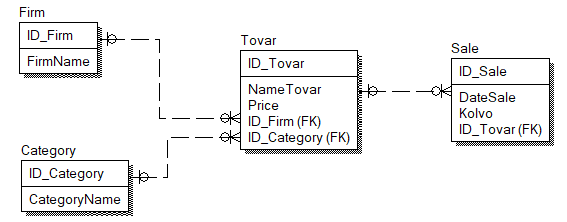 Firm
ID_Firm
FirmName
Tovar
ID_Tovar
NameTovar
Price
ID_Firm (FK)
ID_Category (FK)
Sale
ID_Sale
DateSale
Kolvo
ID_Tovar (FK)
Category
ID_Category
CategoryName